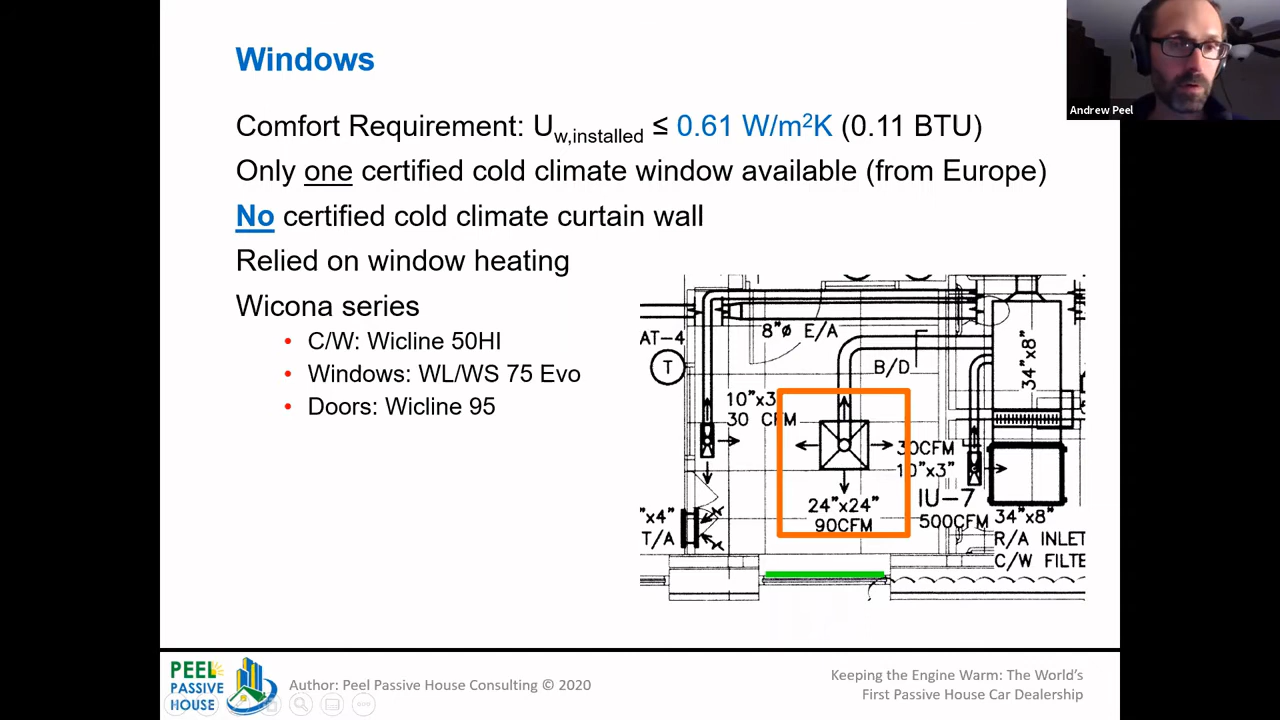 Windows
Andrew Peel
Comfort Requirement: Uw,installed ≤ 0.61 W/m²K (0.11 BTU)
Only one certified cold climate window available (from Europe)
No certified cold climate curtain wall
Relied on window heating
Wicona series
• C/W: Wicline 50HI
• Windows: WL/WS 75 Evo
• Doors: Wicline 95
AT-4
T
8"ø E/A
B/D
34"x8"
10"x3
30 CFM
30CFM
10"x3"
24"x24"
90CFM
IU-7
500CFM
34"x8"
R/A INLET
C/W FILTE
"x4"
T/A
PEEL
PASSIVE
HOUSE
Author: Peel Passive House Consulting © 2020
Keeping the Engine Warm: The World's
First Passive House Car Dealership